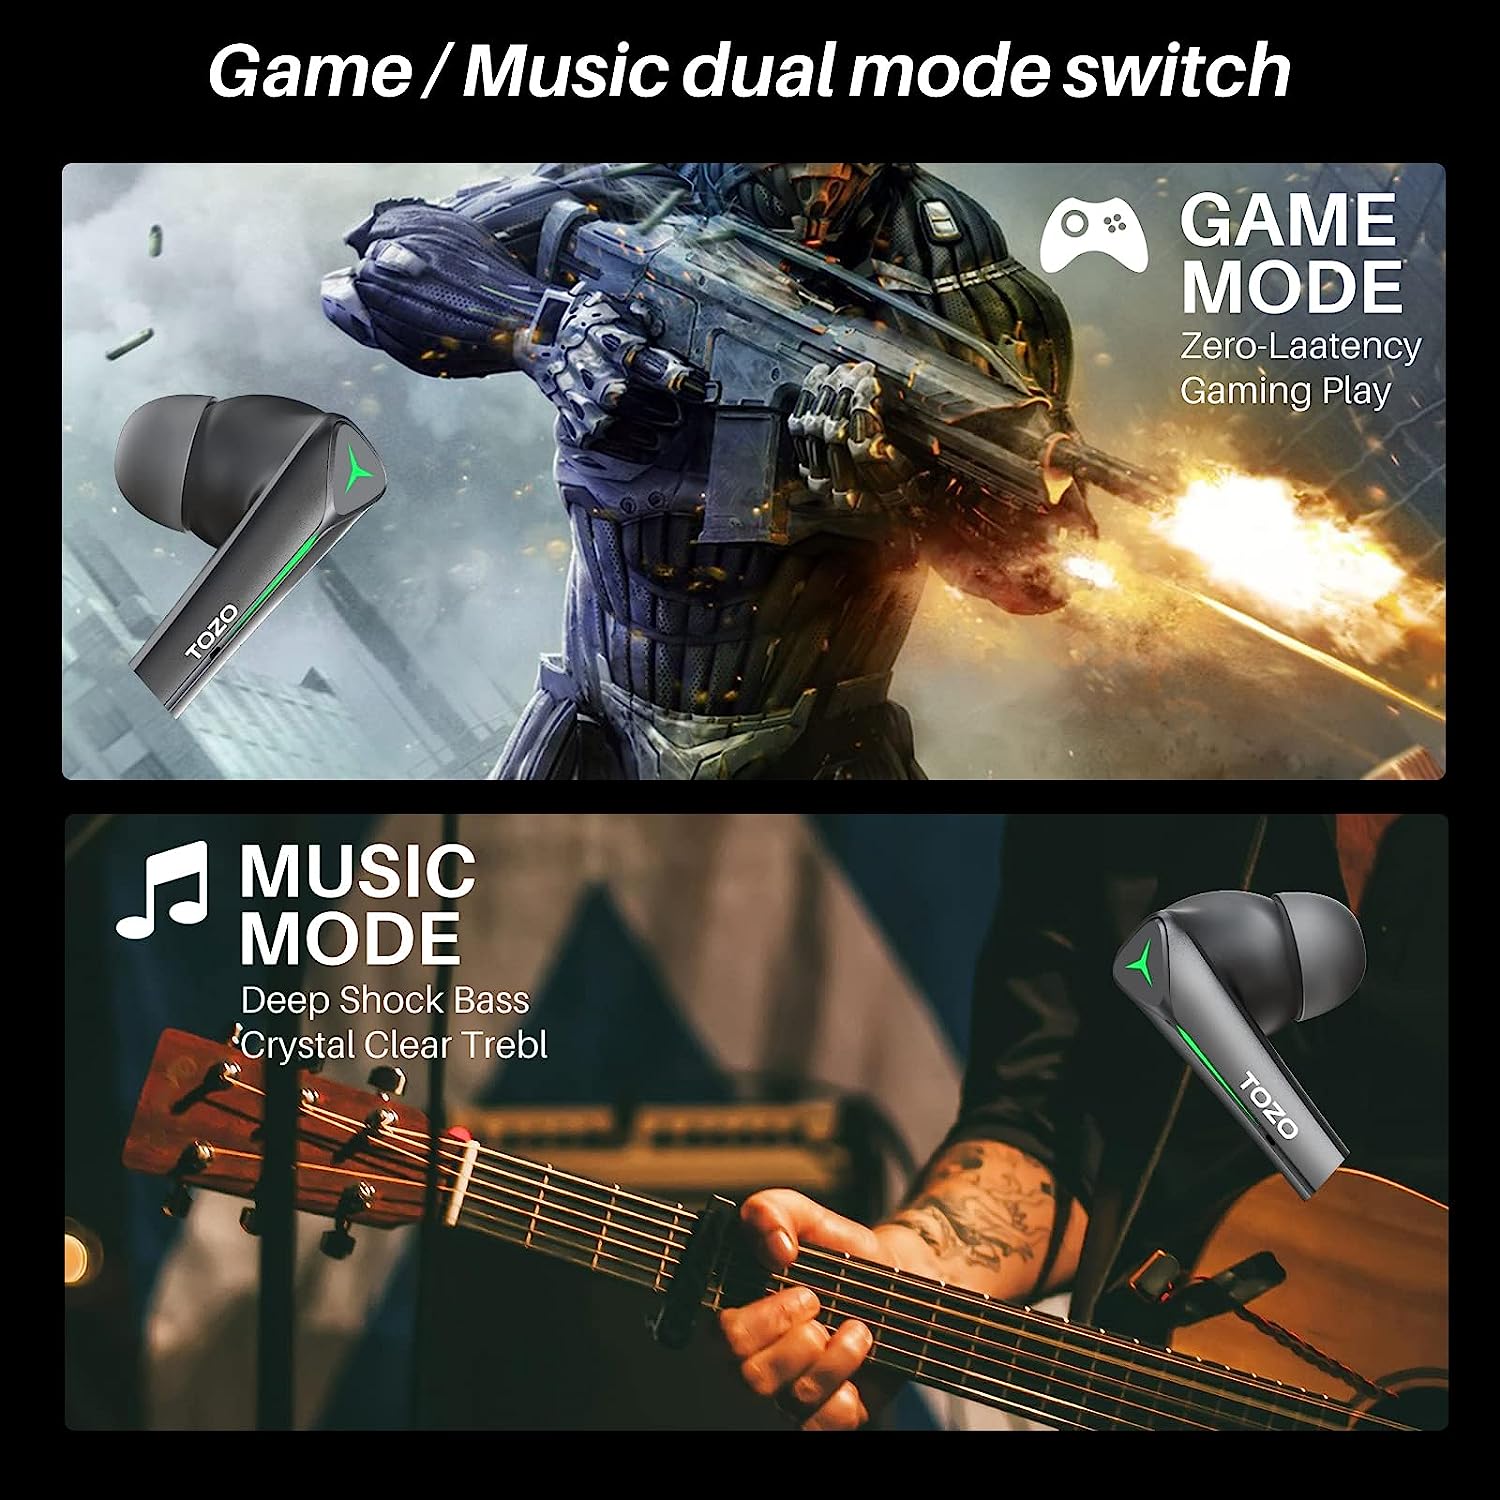 Game / Music dual mode switch
GAME
MODE
Zero-Laatency
Gaming Play
TOZO
MUSIC
MODE
Deep Shock Bass
Crystal Clear Trebl
TOZO